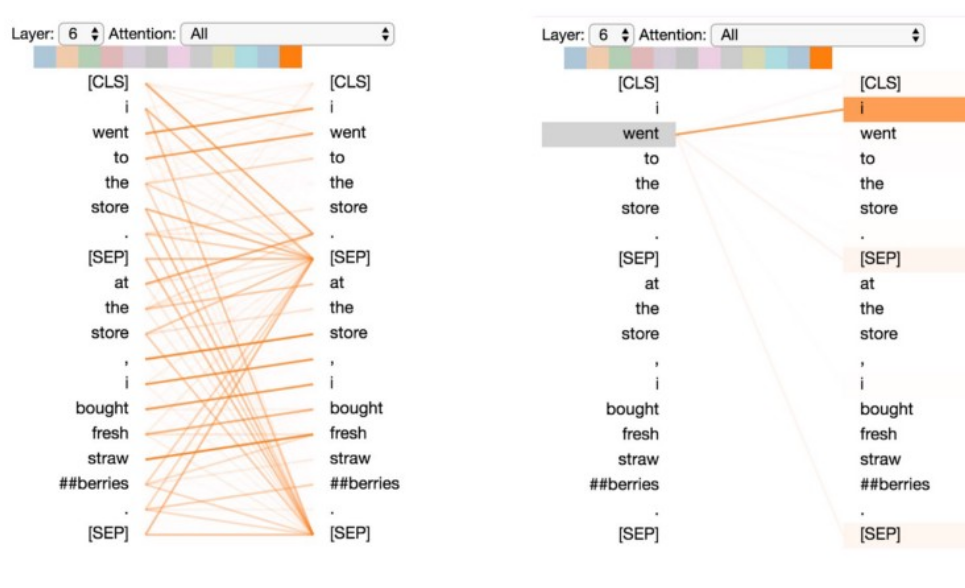 Layer: 6 Attention: All
[CLS] [CLS]
i i
went went
to to
the the
store store
. .
[SEP] [SEP]
at at
the the
store store
, ,
i i
bought bought
fresh fresh
straw straw
##berries ##berries
. .
[SEP] [SEP]
Layer: 6 Attention: All
[CLS] [CLS]
i i
went went
to to
the the
store store
. .
[SEP] [SEP]
at at
the the
store store
, ,
i i
bought bought
fresh fresh
straw straw
##berries ##berries
. .
[SEP] [SEP]